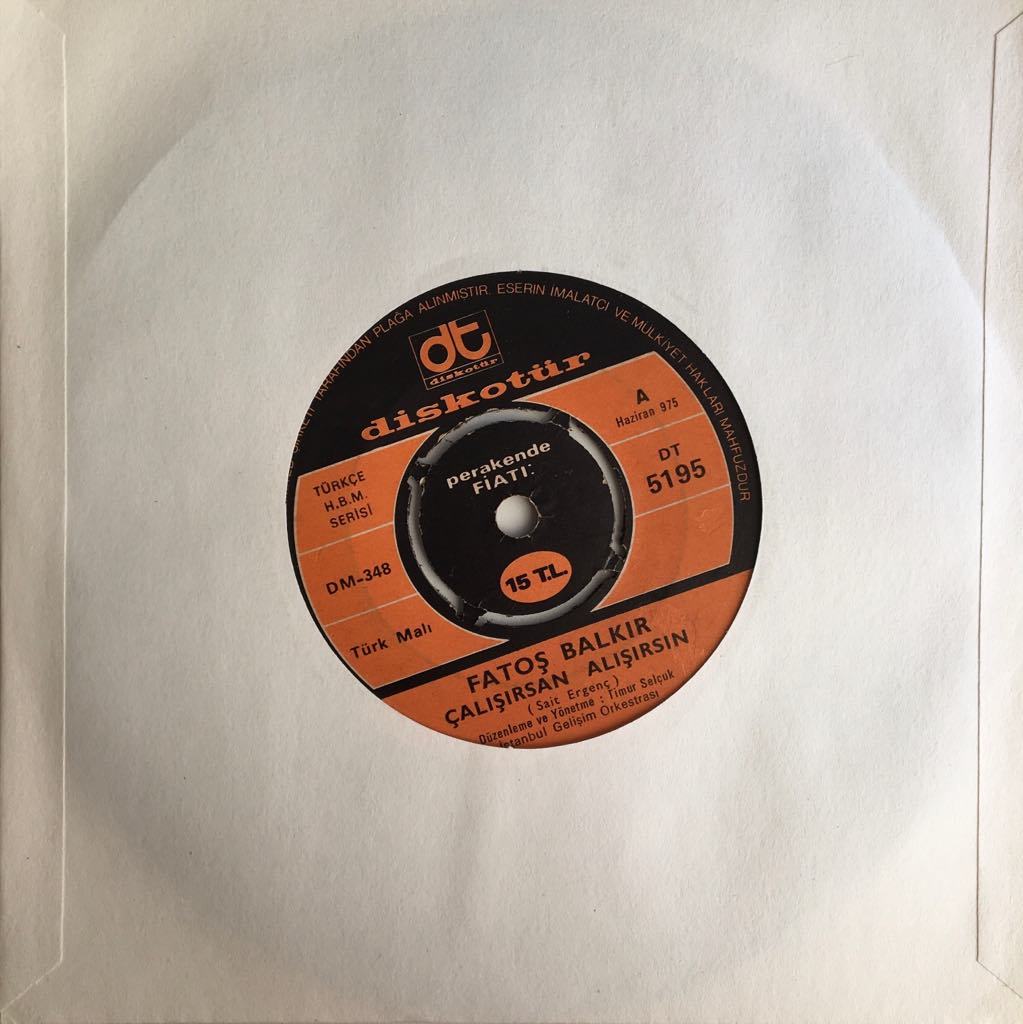 TARAFINDAN PLAĞA ALINMIŞTIR. ESERİN İMALATÇI VE MÜLKİYET HAKLARI MAHFUZDUR
dt
diskotür
diskotür
A
Haziran 975
DT
5195
perakende
FİATI:
15 T.L.
TÜRKÇE
H.B.M.
SERİSİ
DM-348
Türk Malı
FATOŞ BALKIR
ÇALIŞIRSAN ALIŞIRSIN
(Sait Ergenç)
Düzenleme ve Yönetme : Timur Selçuk
İstanbul Gelişim Orkestrası